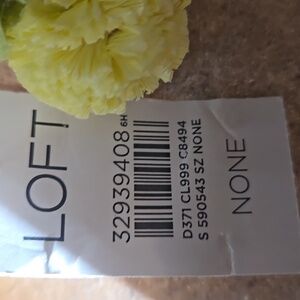 LOFT
32939408 6H
D371 CL999 C8494
S 590543 SZ NONE
NONE